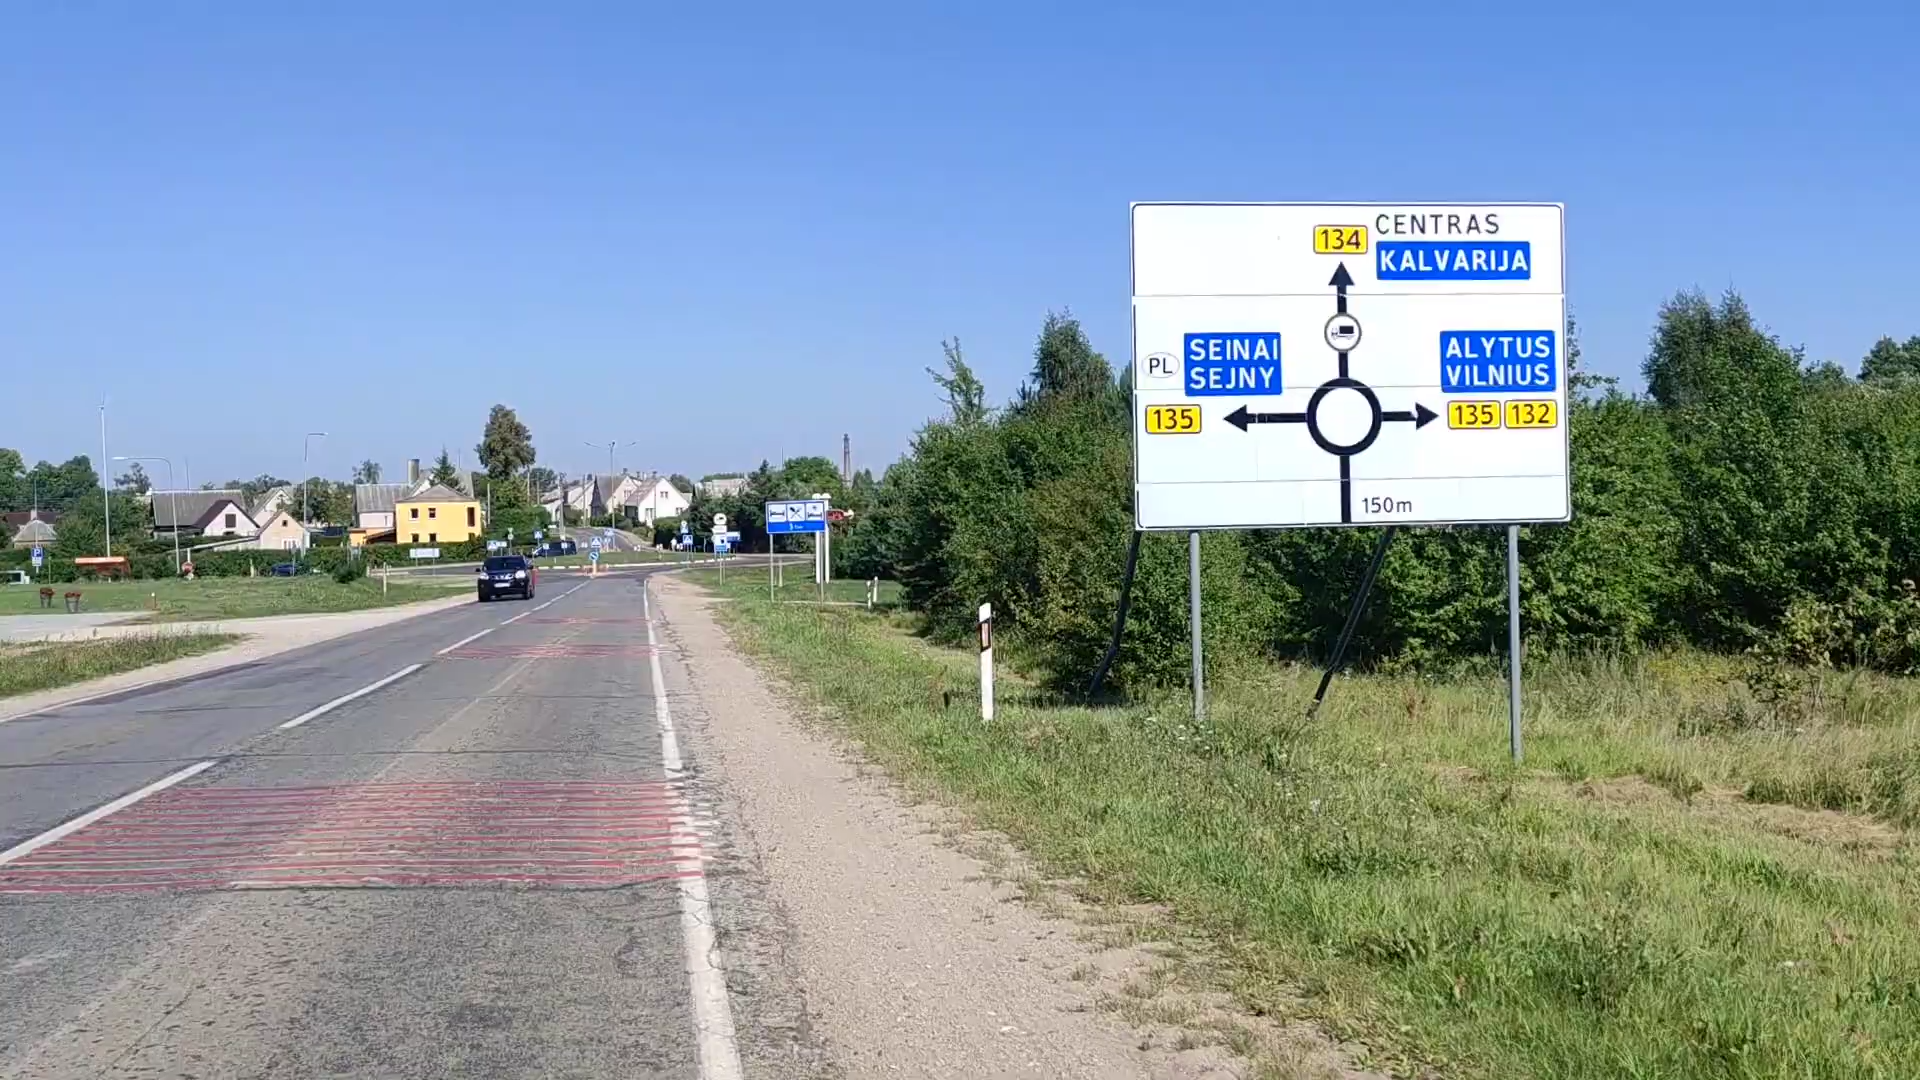 134
CENTRAS
KALVARIJA
PL
SEINAI
SEJNY
135
ALYTUS
VILNIUS
135 132
150m
P